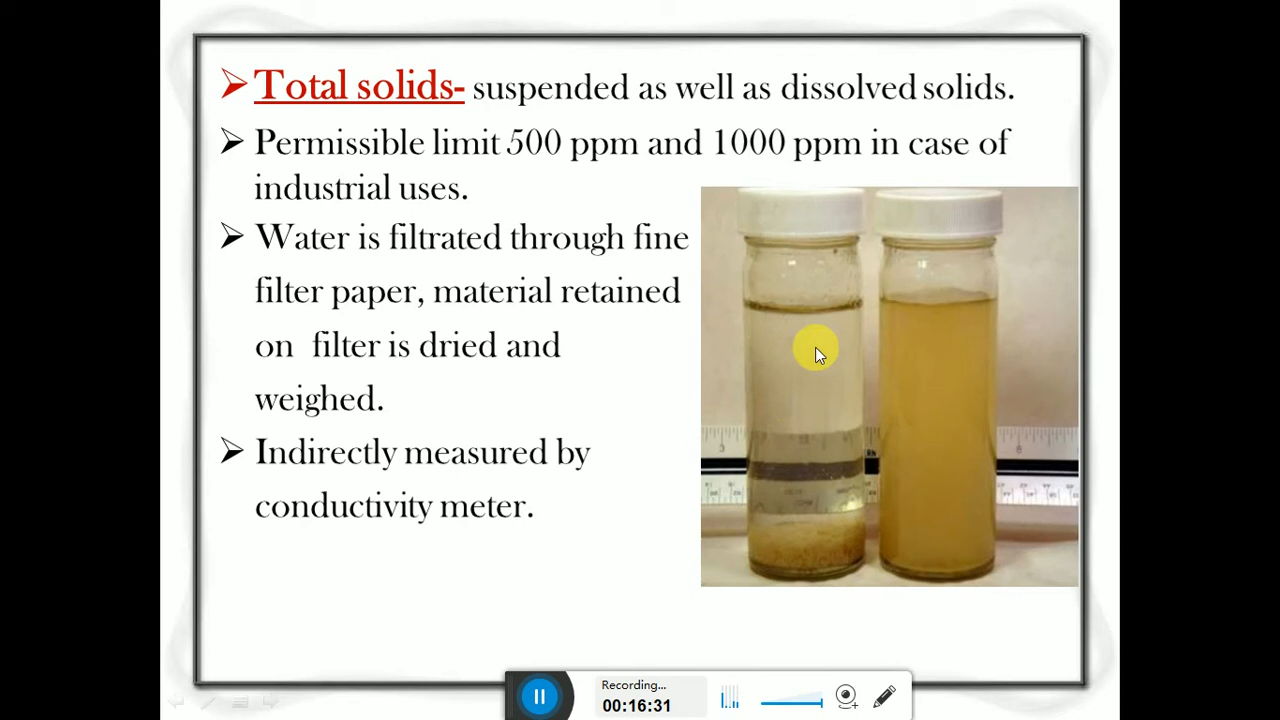 Total solids- suspended as well as dissolved solids.
Permissible limit 500 ppm and 1000 ppm in case of
industrial uses.
Water is filtrated through fine
filter paper, material retained
on filter is dried and
weighed.
Indirectly measured by
conductivity meter.
Recording...
00:16:31